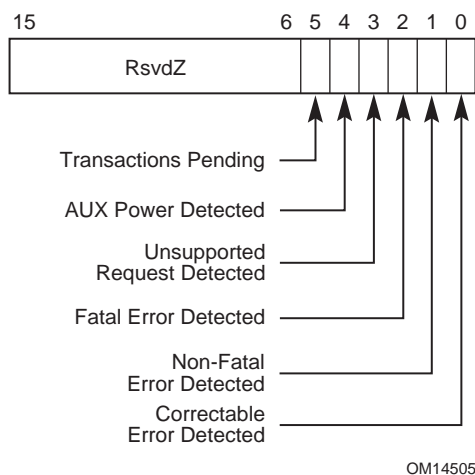 15 6 5 4 3 2 1 0
RsvdZ
Transactions Pending
AUX Power Detected
Unsupported
Request Detected
Fatal Error Detected
Non-Fatal
Error Detected
Correctable
Error Detected
OM14505